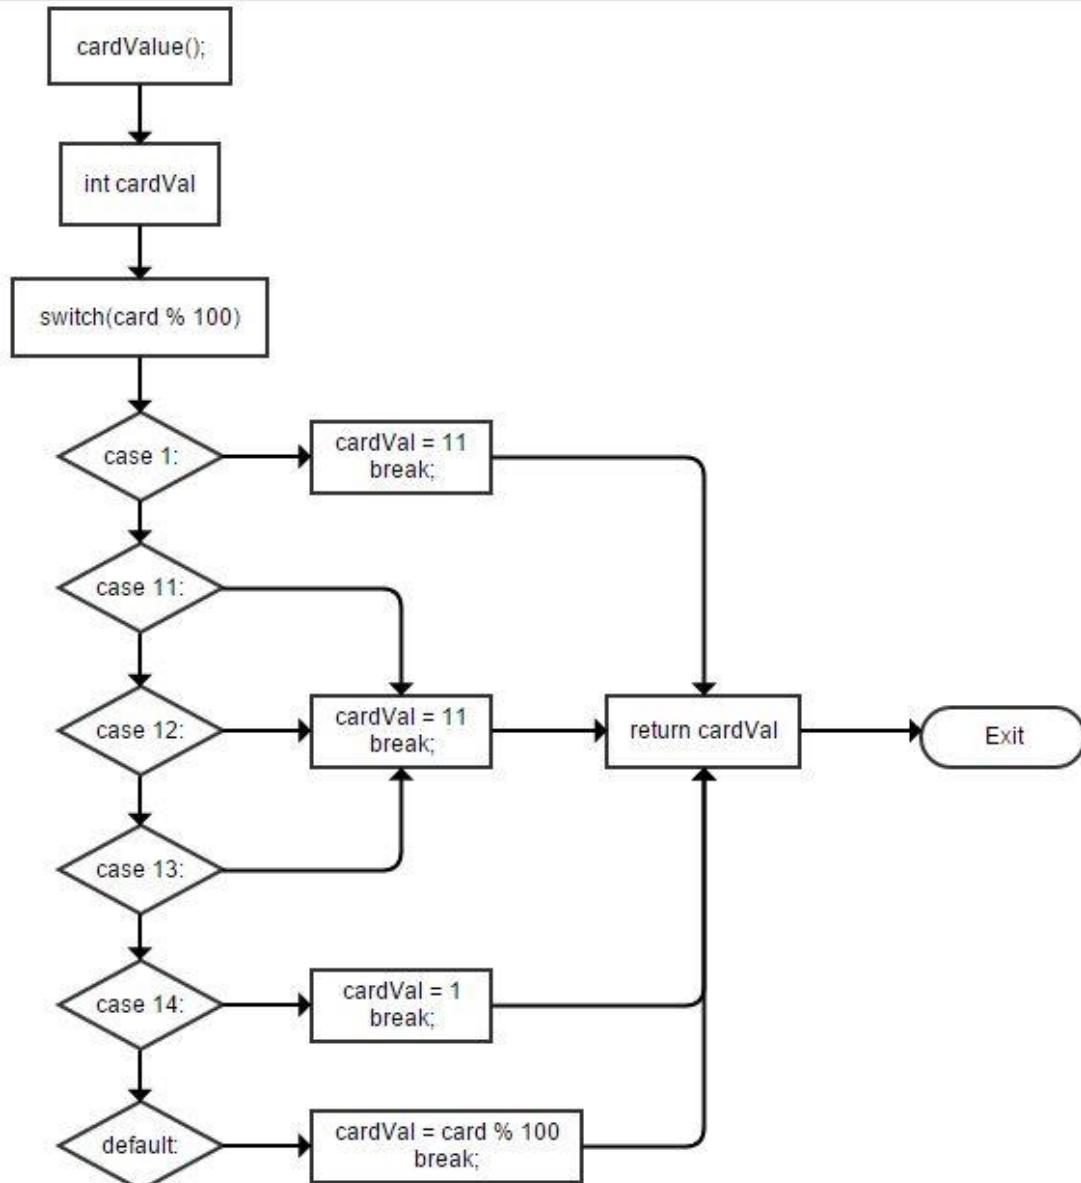 cardValue();
int cardVal
switch(card % 100)
case 1:
cardVal = 11
break;
case 11:
case 12:
cardVal = 11
break;
return cardVal
Exit
case 13:
case 14:
cardVal = 1
break;
default:
cardVal = card % 100
break;